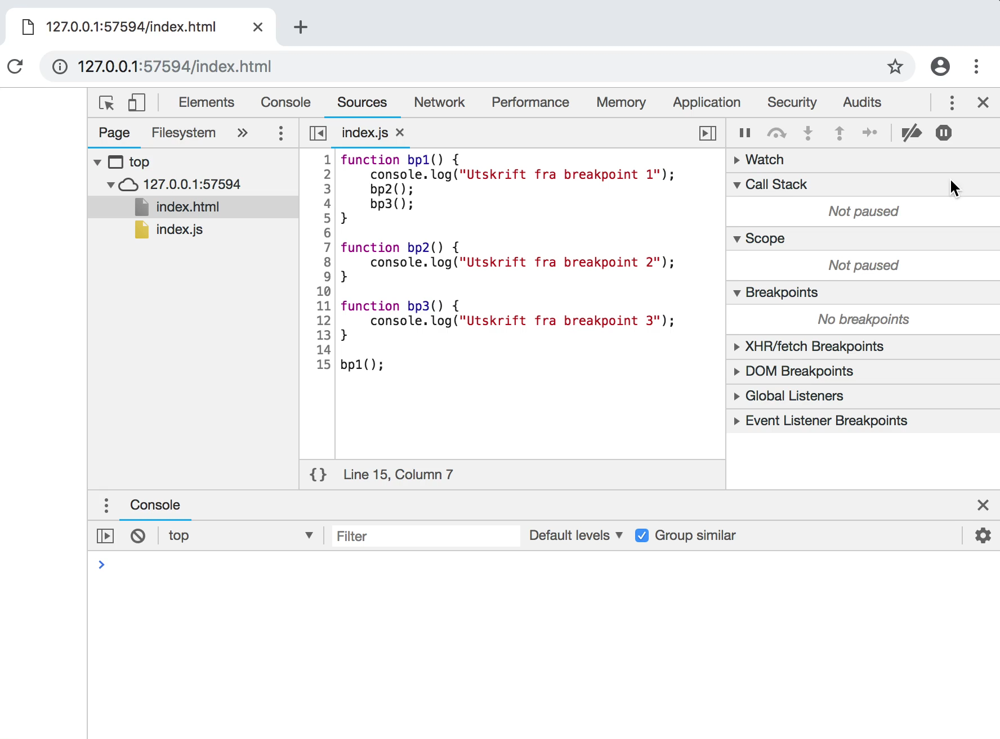 127.0.0.1:57594/index.html
127.0.0.1:57594/index.html
Elements Console Sources Network Performance Memory Application Security Audits
Page Filesystem
top
127.0.0.1:57594
index.html
index.js
index.js
1 function bp1() {
2     console.log("Utskrift fra breakpoint 1");
3     bp2();
4     bp3();
5 }
6
7 function bp2() {
8     console.log("Utskrift fra breakpoint 2");
9 }
10
11 function bp3() {
12     console.log("Utskrift fra breakpoint 3");
13 }
14
15 bp1();
{} Line 15, Column 7
Watch
Call Stack
Not paused
Scope
Not paused
Breakpoints
No breakpoints
XHR/fetch Breakpoints
DOM Breakpoints
Global Listeners
Event Listener Breakpoints
Console
top Filter Default levels Group similar